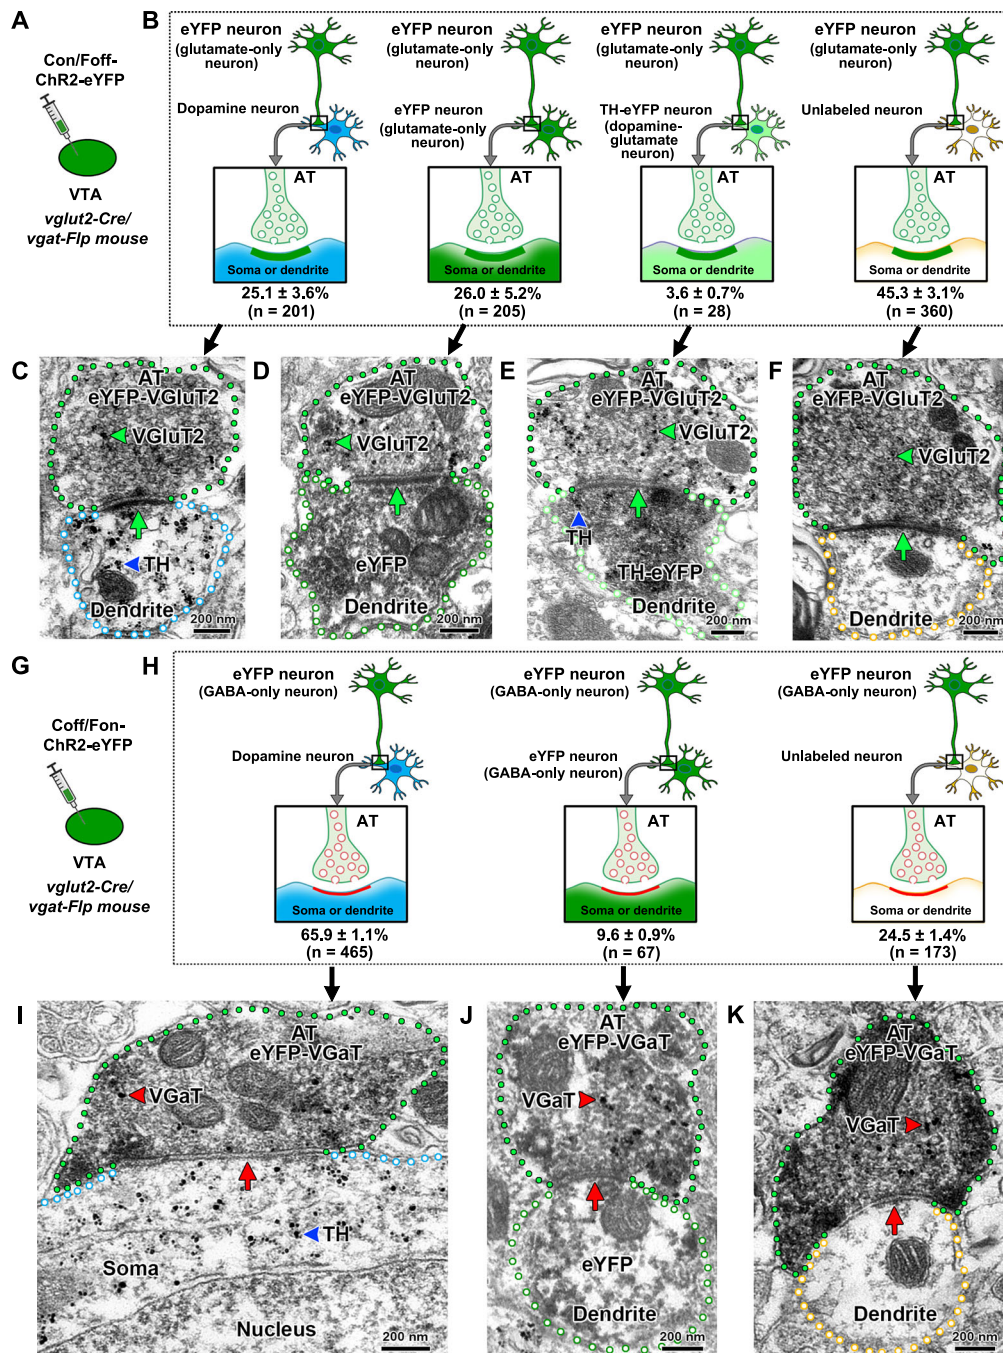 A
Con/Foff-
ChR2-eYFP
VTA
vglut2-Cre/
vgat-Flp mouse
B
eYFP neuron
(glutamate-only
neuron)
Dopamine neuron
AT
Soma or dendrite
25.1 ± 3.6%
(n = 201)
eYFP neuron
(glutamate-only
neuron)
eYFP neuron
(glutamate-only
neuron)
AT
Soma or dendrite
26.0 ± 5.2%
(n = 205)
eYFP neuron
(glutamate-only
neuron)
TH-eYFP neuron
(dopamine-
glutamate
neuron)
AT
Soma or dendrite
3.6 ± 0.7%
(n = 28)
eYFP neuron
(glutamate-only
neuron)
Unlabeled neuron
AT
Soma or dendrite
45.3 ± 3.1%
(n = 360)
C
AT
eYFP-VGluT2
VGluT2
TH
Dendrite
200 nm
D
AT
eYFP-VGluT2
VGluT2
eYFP
Dendrite
200 nm
E
AT
eYFP-VGluT2
VGluT2
TH
TH-eYFP
Dendrite
200 nm
F
AT
eYFP-VGluT2
VGluT2
Dendrite
200 nm
G
Coff/Fon-
ChR2-eYFP
VTA
vglut2-Cre/
vgat-Flp mouse
H
eYFP neuron
(GABA-only neuron)
Dopamine neuron
AT
Soma or dendrite
65.9 ± 1.1%
(n = 465)
eYFP neuron
(GABA-only neuron)
eYFP neuron
(GABA-only neuron)
AT
Soma or dendrite
9.6 ± 0.9%
(n = 67)
eYFP neuron
(GABA-only neuron)
Unlabeled neuron
AT
Soma or dendrite
24.5 ± 1.4%
(n = 173)
I
AT
eYFP-VGaT
VGaT
TH
Soma
Nucleus
200 nm
J
AT
eYFP-VGaT
VGaT
eYFP
Dendrite
200 nm
K
AT
eYFP-VGaT
VGaT
Dendrite
200 nm